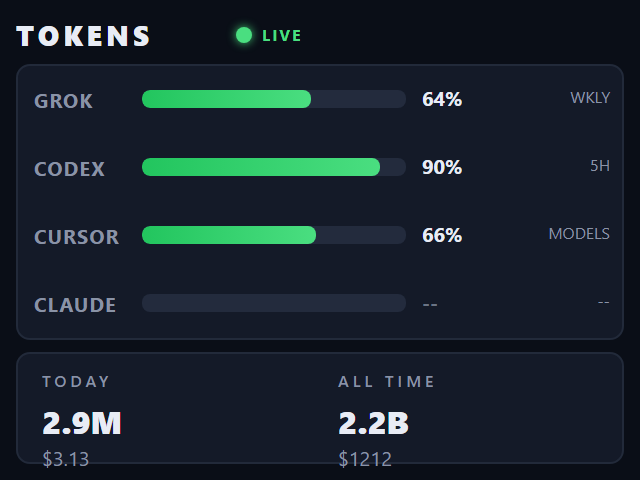 TOKENS LIVE
GROK 64% WKLY
CODEX 90% 5H
CURSOR 66% MODELS
CLAUDE -- --
TODAY ALL TIME
2.9M 2.2B
$3.13 $1212